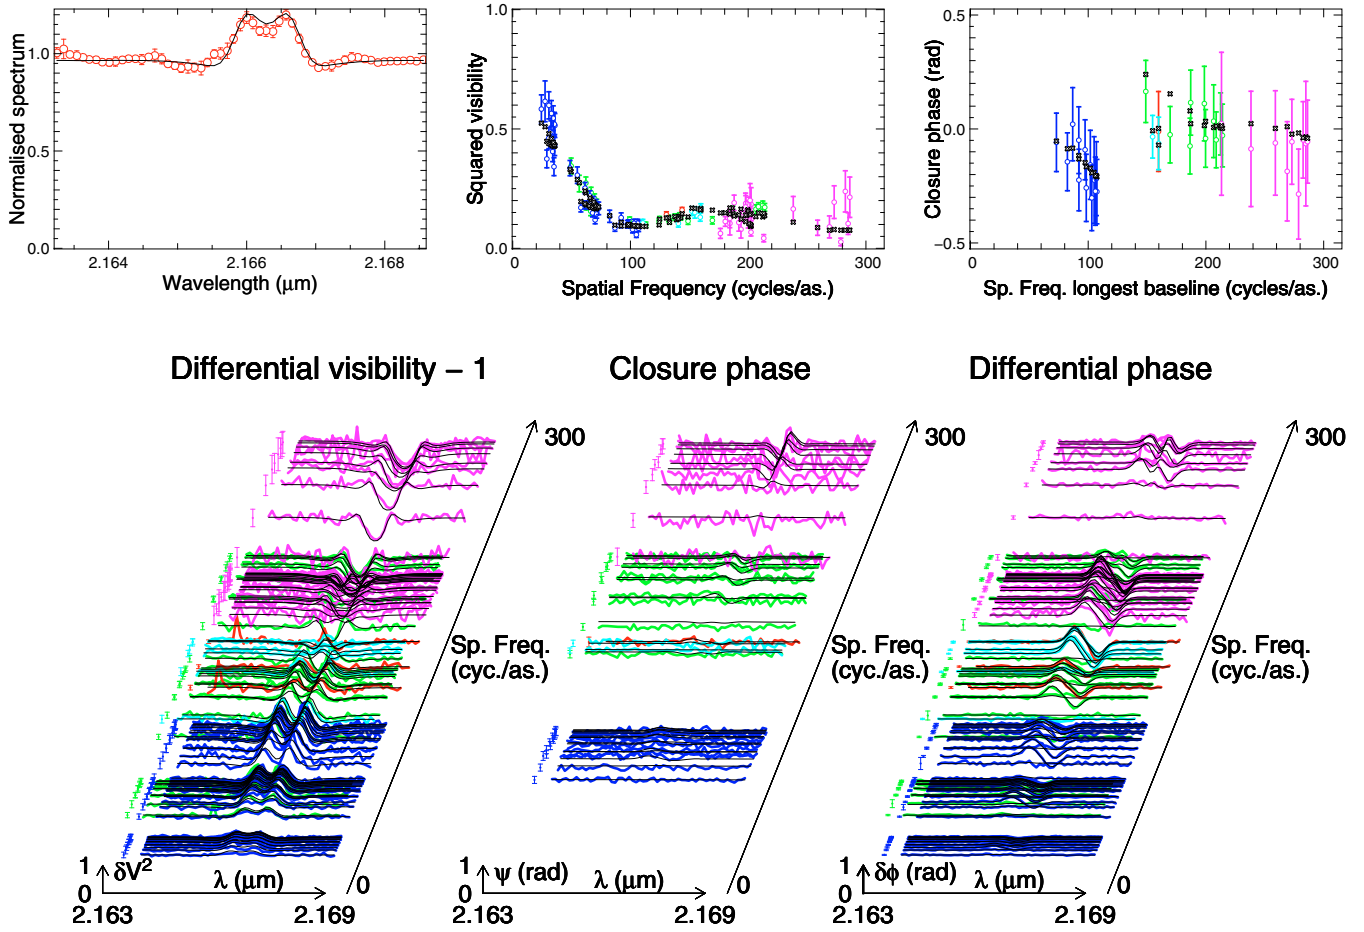 Normalised spectrum
1.0
0.5
0.0
2.164
2.166
2.168
Wavelength (μm)
Squared visibility
1.0
0.5
0.0
0
100
200
300
Spatial Frequency (cycles/as.)
Closure phase (rad)
0.5
0.0
−0.5
0
100
200
300
Sp. Freq. longest baseline (cycles/as.)
Differential visibility − 1
Closure phase
Differential phase
300
300
300
Sp. Freq.
(cyc./as.)
Sp. Freq.
(cyc./as.)
Sp. Freq.
(cyc./as.)
1
δV²
0
λ (μm)
0
2.163
2.169
1
ψ (rad)
0
λ (μm)
0
2.163
2.169
1
δϕ (rad)
0
λ (μm)
0
2.163
2.169